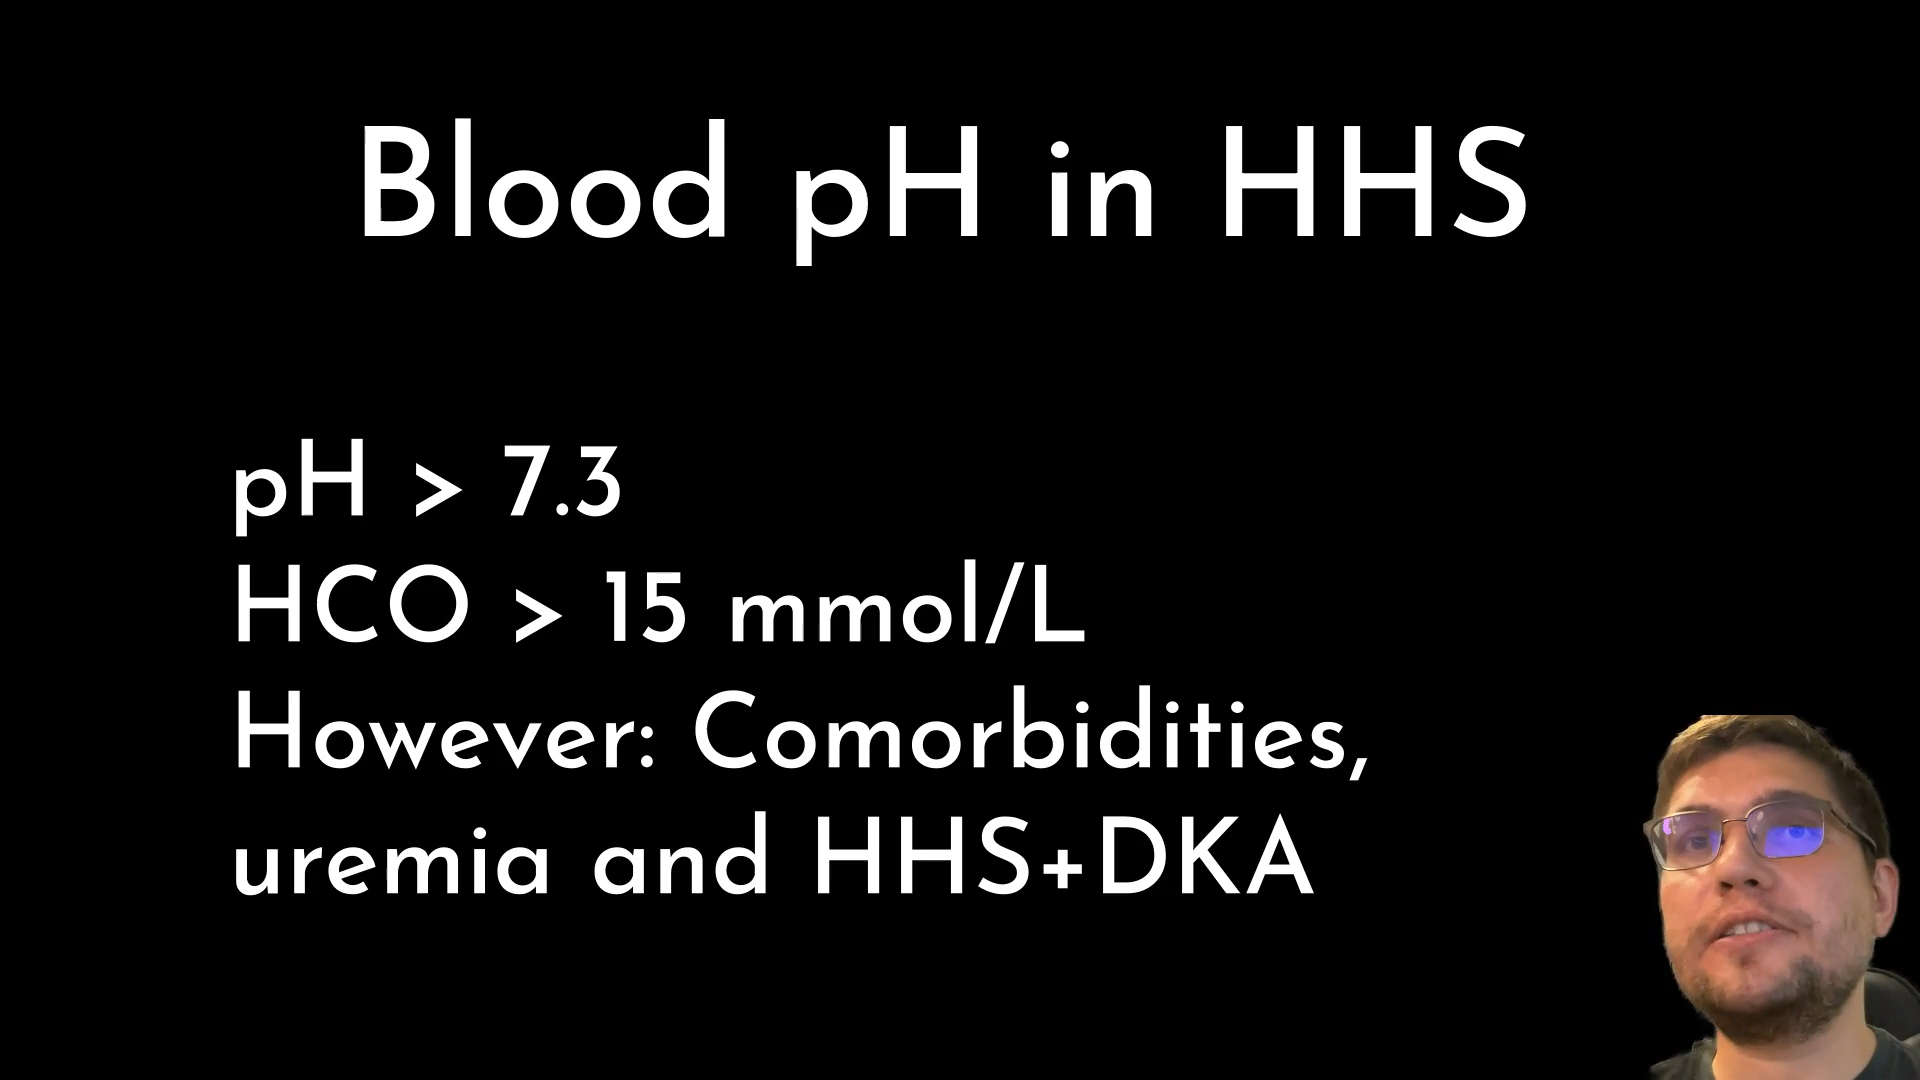 Blood pH in HHS
pH > 7.3
HCO > 15 mmol/L
However: Comorbidities,
uremia and HHS+DKA